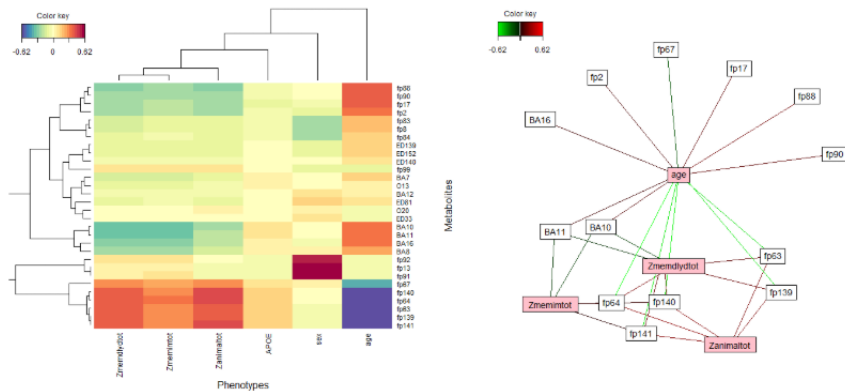 Color key
-0.62 0 0.62
fp88
fp90
fp17
fp2
fp83
fp8
fp84
ED139
ED152
ED140
fp99
BA7
O13
BA12
ED81
O20
ED33
BA10
BA11
BA16
BA8
fp92
fp13
fp91
fp67
fp140
fp64
fp63
fp139
fp141
Metabolites
Zmemdlydtot
Zmemimtot
Zanimaltot
APOE
sex
age
Phenotypes
Color key
-0.62 0.62
fp67
fp17
fp2
fp88
BA16
fp90
age
BA11
BA10
fp63
Zmemdlydtot
fp139
Zmemimtot
fp64
fp140
fp141
Zanimaltot